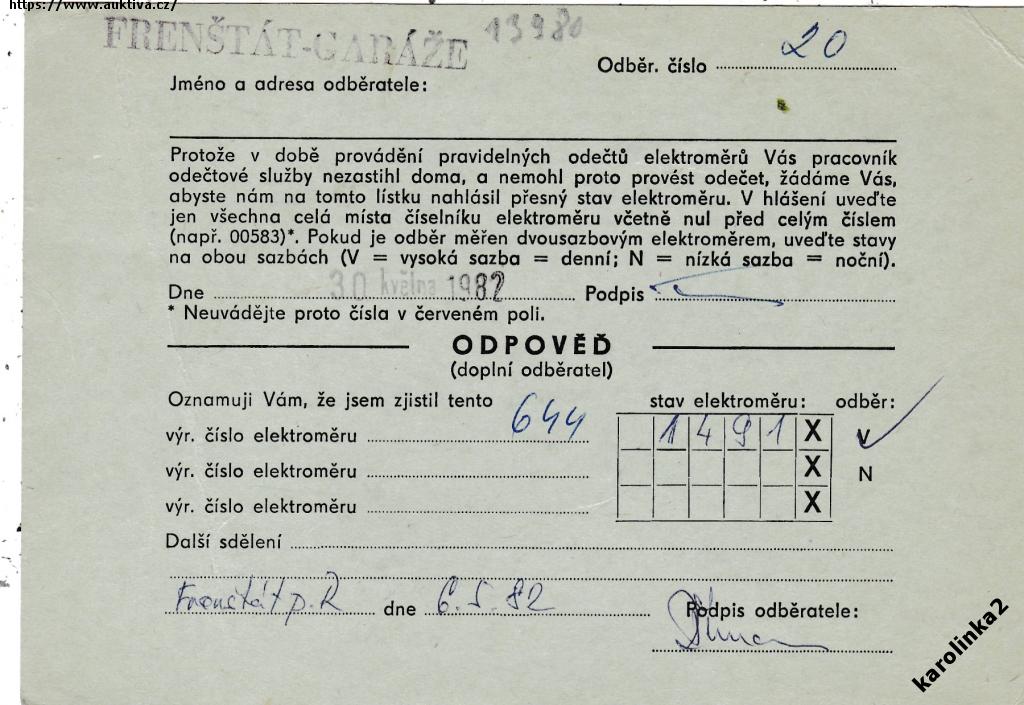 https://www.auktiva.cz/
FRENŠTÁT-GARÁŽE 13980
Odběr. číslo 20
Jméno a adresa odběratele:
Protože v době provádění pravidelných odečtů elektroměrů Vás pracovník
odečtové služby nezastihl doma, a nemohl proto provést odečet, žádáme Vás,
abyste nám na tomto lístku nahlásil přesný stav elektroměru. V hlášení uveďte
jen všechna celá místa číselníku elektroměru včetně nul před celým číslem
(např. 00583)*. Pokud je odběr měřen dvousazbovým elektroměrem, uveďte stavy
na obou sazbách (V = vysoká sazba = denní; N = nízká sazba = noční).
Dne 30 května 1982 Podpis
* Neuvádějte proto čísla v červeném poli.
ODPOVĚĎ
(doplní odběratel)
Oznamuji Vám, že jsem zjistil tento stav elektroměru: odběr:
výr. číslo elektroměru 644 1 4 9 1 X V
výr. číslo elektroměru X N
výr. číslo elektroměru X
Další sdělení
Frenštát p. R dne 6.5.82 Podpis odběratele:
karolinka2